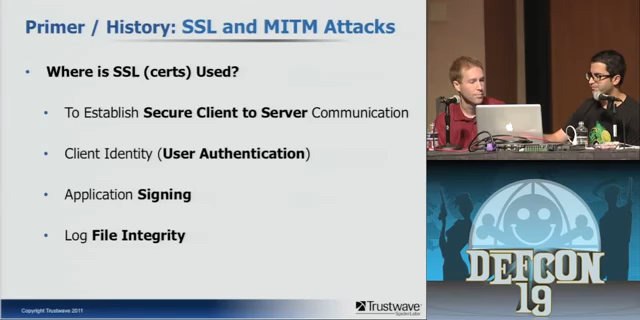 Primer / History: SSL and MITM Attacks
• Where is SSL (certs) Used?
• To Establish Secure Client to Server Communication
• Client Identity (User Authentication)
• Application Signing
• Log File Integrity
Copyright Trustwave 2011
Trustwave
SpiderLabs
DEFCON
19